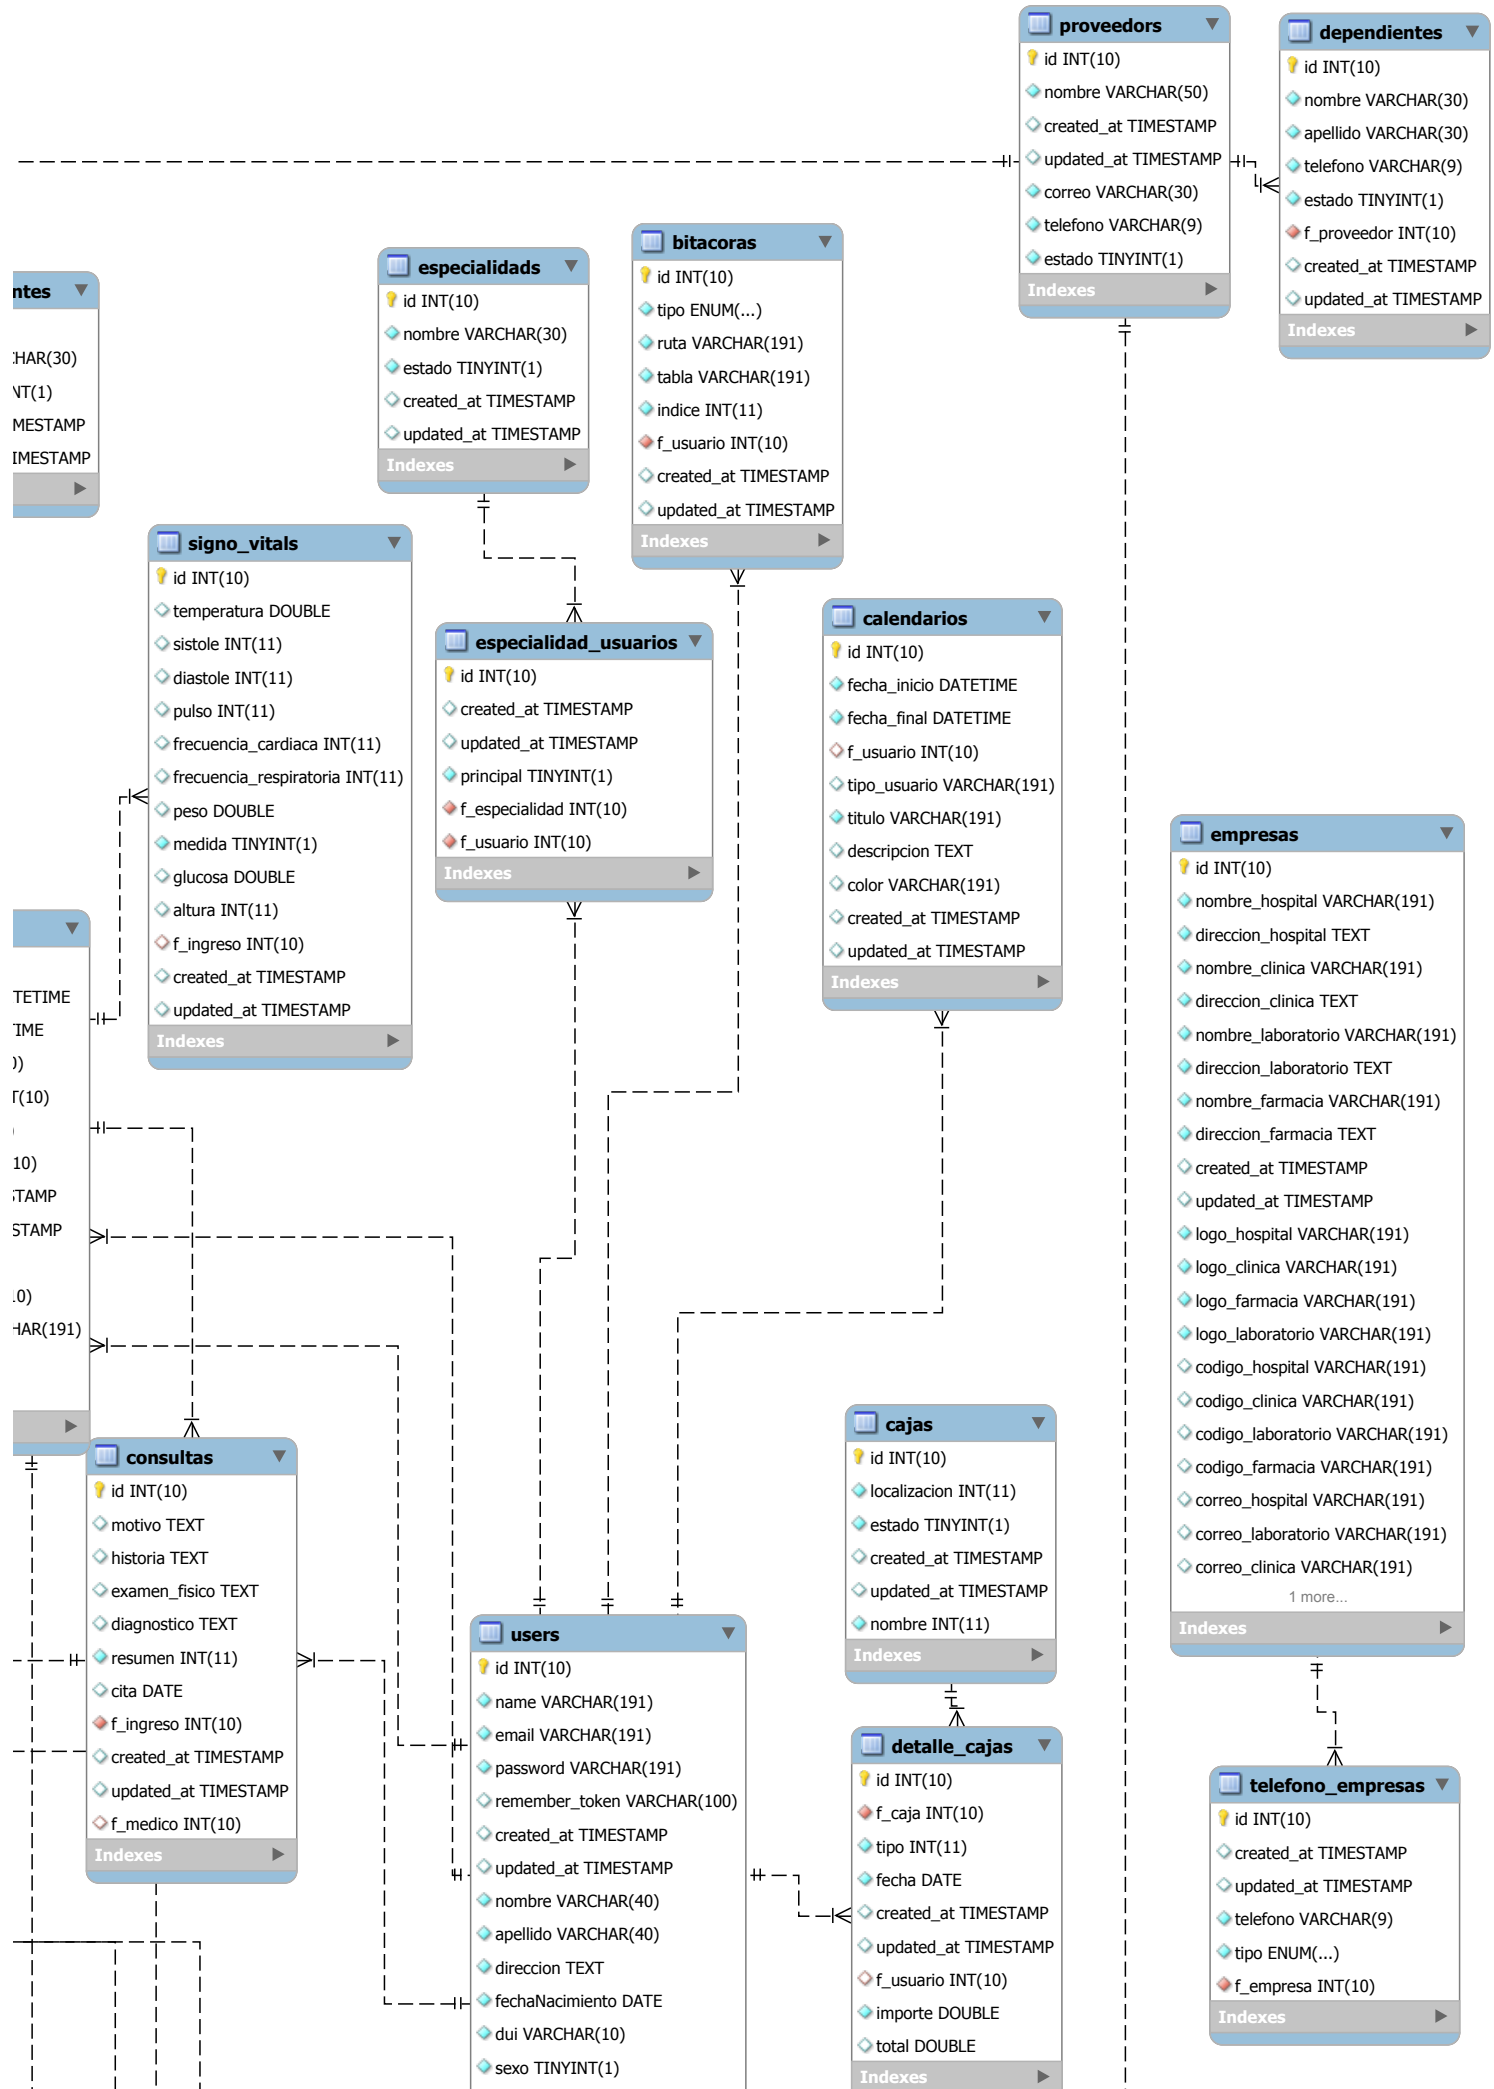 proveedors
id INT(10)
nombre VARCHAR(50)
created_at TIMESTAMP
updated_at TIMESTAMP
correo VARCHAR(30)
telefono VARCHAR(9)
estado TINYINT(1)
Indexes
dependientes
id INT(10)
nombre VARCHAR(30)
apellido VARCHAR(30)
telefono VARCHAR(9)
estado TINYINT(1)
f_proveedor INT(10)
created_at TIMESTAMP
updated_at TIMESTAMP
Indexes
bitacoras
id INT(10)
tipo ENUM(...)
ruta VARCHAR(191)
tabla VARCHAR(191)
indice INT(11)
f_usuario INT(10)
created_at TIMESTAMP
updated_at TIMESTAMP
Indexes
especialidads
id INT(10)
nombre VARCHAR(30)
estado TINYINT(1)
created_at TIMESTAMP
updated_at TIMESTAMP
Indexes
ntes
CHAR(30)
NT(1)
MESTAMP
IMESTAMP
signo_vitals
id INT(10)
temperatura DOUBLE
sistole INT(11)
diastole INT(11)
pulso INT(11)
frecuencia_cardiaca INT(11)
frecuencia_respiratoria INT(11)
peso DOUBLE
medida TINYINT(1)
glucosa DOUBLE
altura INT(11)
f_ingreso INT(10)
created_at TIMESTAMP
updated_at TIMESTAMP
Indexes
especialidad_usuarios
id INT(10)
created_at TIMESTAMP
updated_at TIMESTAMP
principal TINYINT(1)
f_especialidad INT(10)
f_usuario INT(10)
Indexes
calendarios
id INT(10)
fecha_inicio DATETIME
fecha_final DATETIME
f_usuario INT(10)
tipo_usuario VARCHAR(191)
titulo VARCHAR(191)
descripcion TEXT
color VARCHAR(191)
created_at TIMESTAMP
updated_at TIMESTAMP
Indexes
empresas
id INT(10)
nombre_hospital VARCHAR(191)
direccion_hospital TEXT
nombre_clinica VARCHAR(191)
direccion_clinica TEXT
nombre_laboratorio VARCHAR(191)
direccion_laboratorio TEXT
nombre_farmacia VARCHAR(191)
direccion_farmacia TEXT
created_at TIMESTAMP
updated_at TIMESTAMP
logo_hospital VARCHAR(191)
logo_clinica VARCHAR(191)
logo_farmacia VARCHAR(191)
logo_laboratorio VARCHAR(191)
codigo_hospital VARCHAR(191)
codigo_clinica VARCHAR(191)
codigo_laboratorio VARCHAR(191)
codigo_farmacia VARCHAR(191)
correo_hospital VARCHAR(191)
correo_laboratorio VARCHAR(191)
correo_clinica VARCHAR(191)
1 more...
Indexes
TETIME
TIME
0)
T(10)
)
10)
STAMP
STAMP
10)
HAR(191)
consultas
id INT(10)
motivo TEXT
historia TEXT
examen_fisico TEXT
diagnostico TEXT
resumen INT(11)
cita DATE
f_ingreso INT(10)
created_at TIMESTAMP
updated_at TIMESTAMP
f_medico INT(10)
Indexes
users
id INT(10)
name VARCHAR(191)
email VARCHAR(191)
password VARCHAR(191)
remember_token VARCHAR(100)
created_at TIMESTAMP
updated_at TIMESTAMP
nombre VARCHAR(40)
apellido VARCHAR(40)
direccion TEXT
fechaNacimiento DATE
dui VARCHAR(10)
sexo TINYINT(1)
cajas
id INT(10)
localizacion INT(11)
estado TINYINT(1)
created_at TIMESTAMP
updated_at TIMESTAMP
nombre INT(11)
Indexes
detalle_cajas
id INT(10)
f_caja INT(10)
tipo INT(11)
fecha DATE
created_at TIMESTAMP
updated_at TIMESTAMP
f_usuario INT(10)
importe DOUBLE
total DOUBLE
Indexes
telefono_empresas
id INT(10)
created_at TIMESTAMP
updated_at TIMESTAMP
telefono VARCHAR(9)
tipo ENUM(...)
f_empresa INT(10)
Indexes